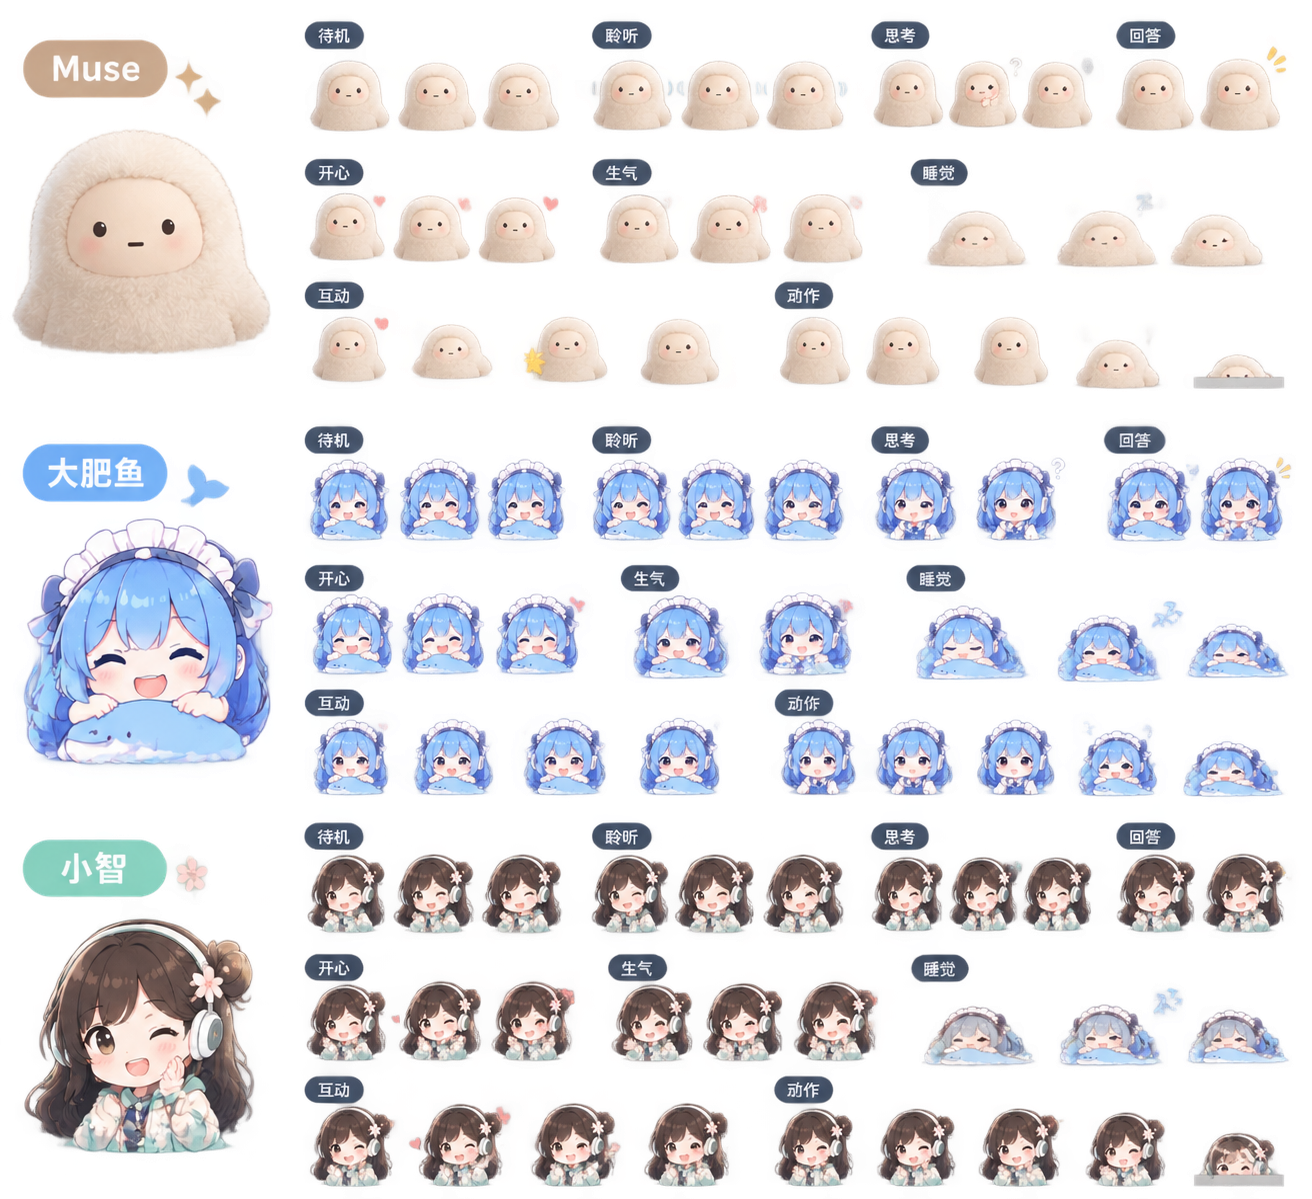 Muse
待机
聆听
思考
回答
开心
生气
睡觉
互动
动作
大肥鱼
待机
聆听
思考
回答
开心
生气
睡觉
互动
动作
小智
待机
聆听
思考
回答
开心
生气
睡觉
互动
动作